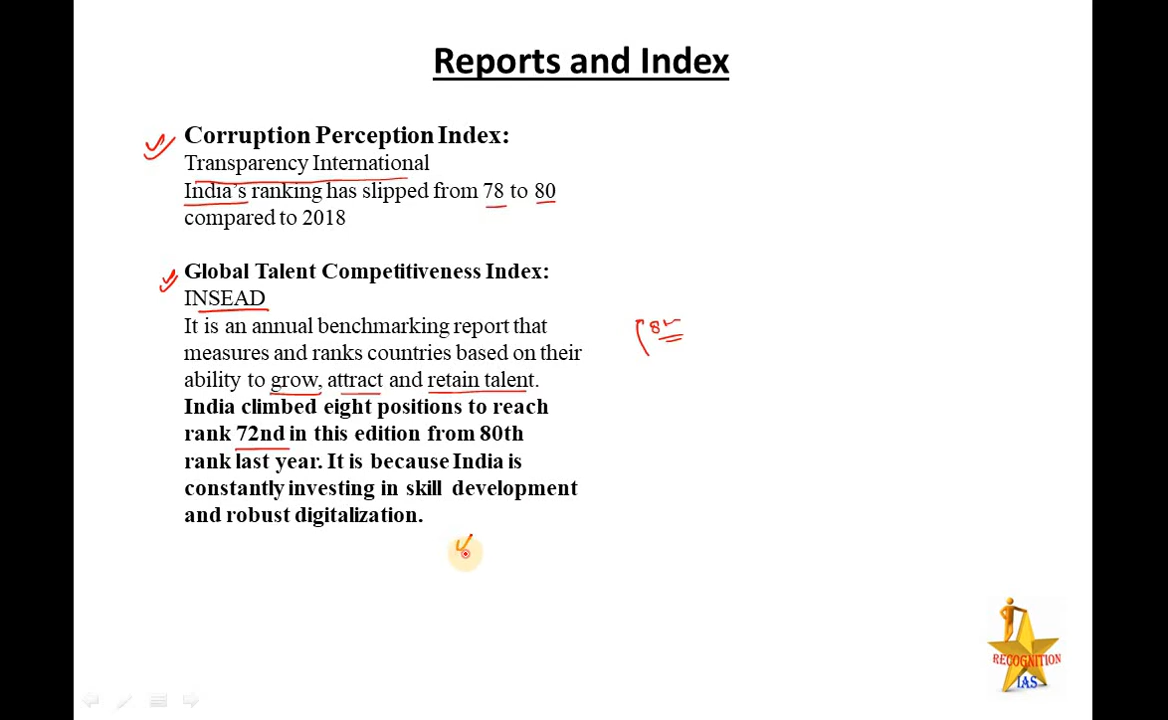 Reports and Index
Corruption Perception Index:
Transparency International
India's ranking has slipped from 78 to 80
compared to 2018
Global Talent Competitiveness Index:
INSEAD
It is an annual benchmarking report that
measures and ranks countries based on their
ability to grow, attract and retain talent.
India climbed eight positions to reach
rank 72nd in this edition from 80th
rank last year. It is because India is
constantly investing in skill development
and robust digitalization.
RECOGNITION
IAS